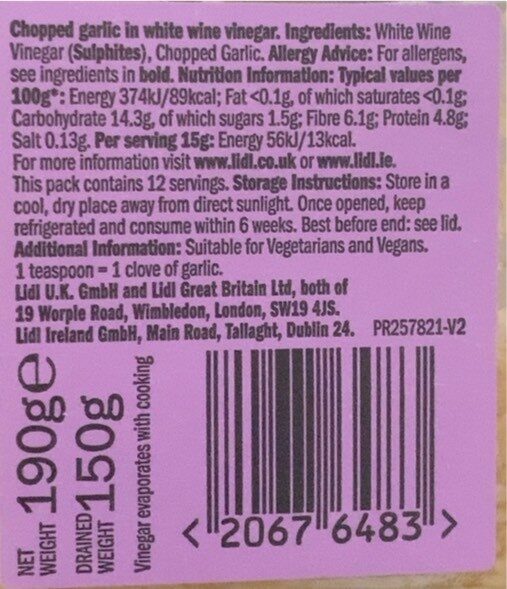 Chopped garlic in white wine vinegar. Ingredients: White Wine
Vinegar (Sulphites), Chopped Garlic. Allergy Advice: For allergens,
see ingredients in bold. Nutrition Information: Typical values per
100g*: Energy 374kJ/89kcal; Fat <0.1g, of which saturates <0.1g;
Carbohydrate 14.3g, of which sugars 1.5g; Fibre 6.1g; Protein 4.8g;
Salt 0.13g. Per serving 15g: Energy 56kJ/13kcal.
For more information visit www.lidl.co.uk or www.lidl.ie.
This pack contains 12 servings. Storage Instructions: Store in a
cool, dry place away from direct sunlight. Once opened, keep
refrigerated and consume within 6 weeks. Best before end: see lid.
Additional Information: Suitable for Vegetarians and Vegans.
1 teaspoon = 1 clove of garlic.
Lidl U.K. GmbH and Lidl Great Britain Ltd, both of
19 Worple Road, Wimbledon, London, SW19 4JS.
Lidl Ireland GmbH, Main Road, Tallaght, Dublin 24. PR257821-V2
NET WEIGHT 190g e
DRAINED WEIGHT 150g
Vinegar evaporates with cooking
< 2067 6483 >